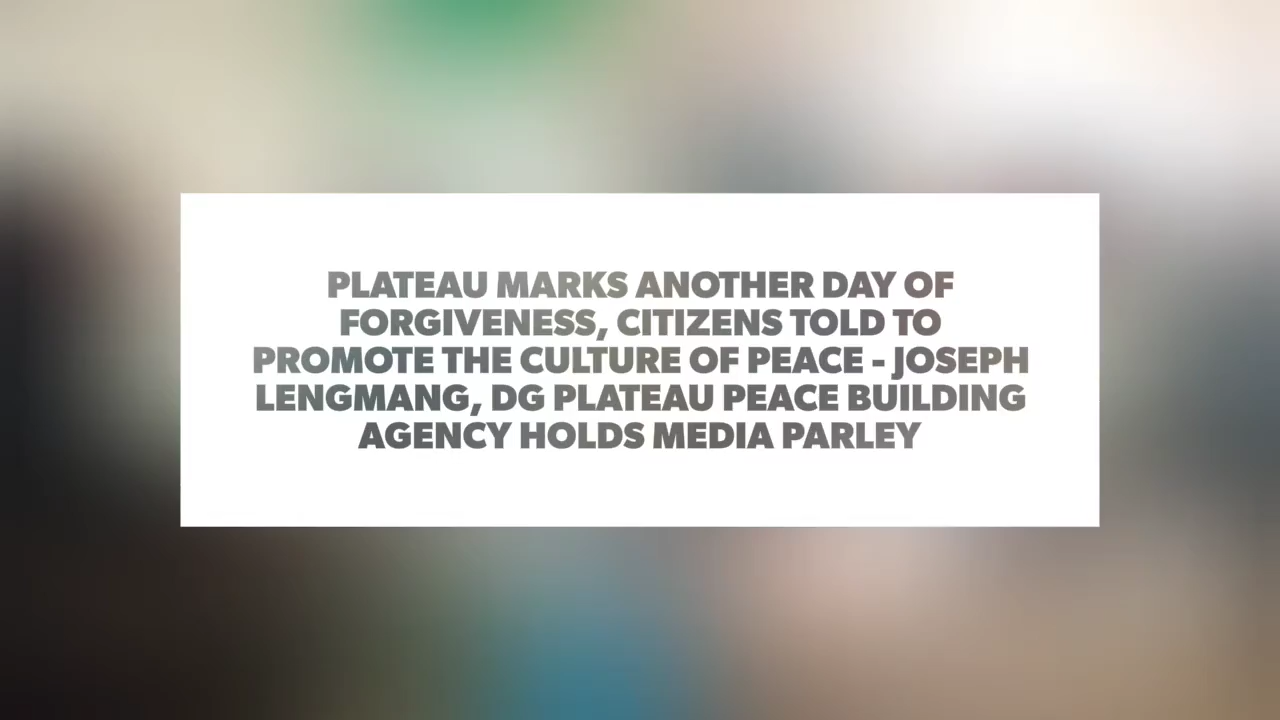 PLATEAU MARKS ANOTHER DAY OF
FORGIVENESS, CITIZENS TOLD TO
PROMOTE THE CULTURE OF PEACE - JOSEPH
LENGMANG, DG PLATEAU PEACE BUILDING
AGENCY HOLDS MEDIA PARLEY